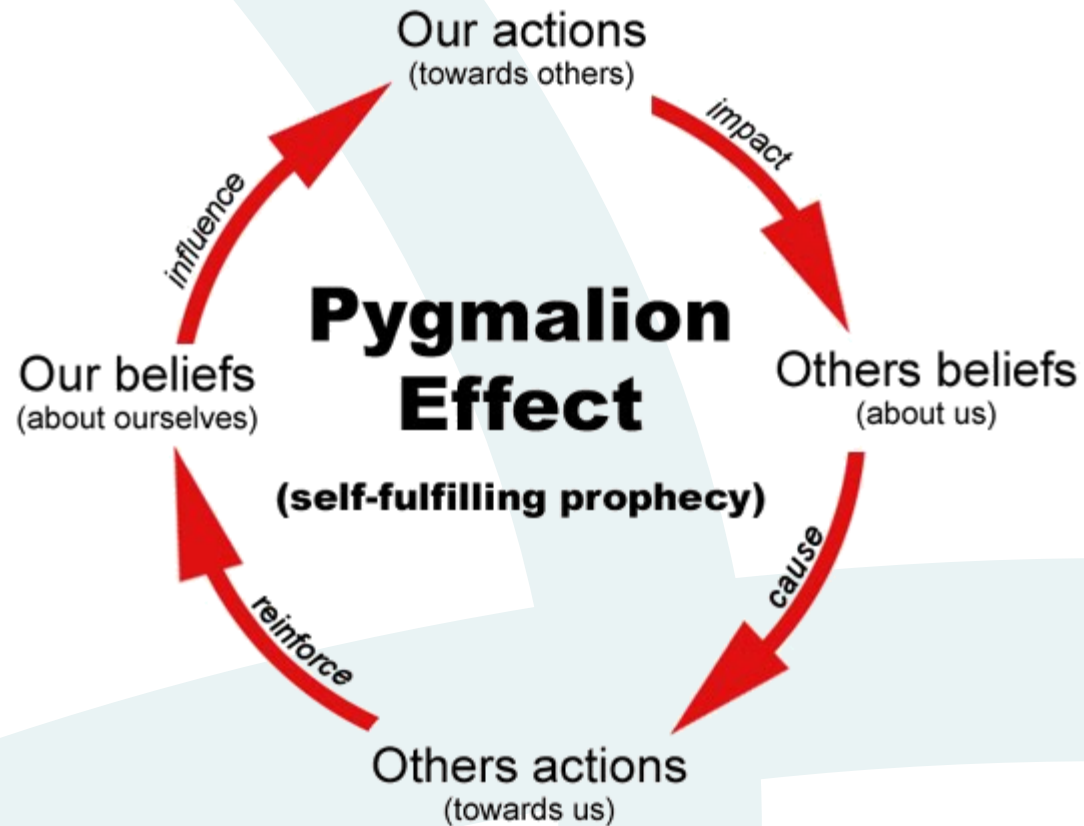 Our actions
(towards others)
impact
influence
Pygmalion
Effect
(self-fulfilling prophecy)
Our beliefs
(about ourselves)
Others beliefs
(about us)
cause
reinforce
Others actions
(towards us)